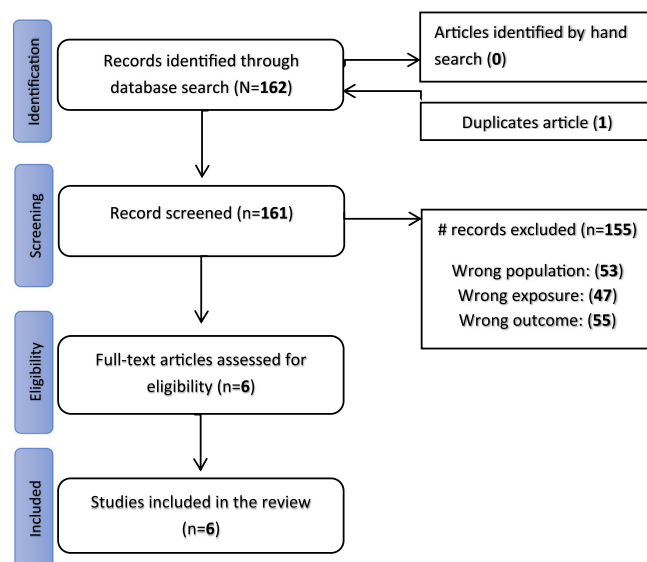 Identification
Records identified through
database search (N=162)
Articles identified by hand
search (0)
Duplicates article (1)
Screening
Record screened (n=161)
# records excluded (n=155)
Wrong population: (53)
Wrong exposure: (47)
Wrong outcome: (55)
Eligibility
Full-text articles assessed for
eligibility (n=6)
Included
Studies included in the review
(n=6)